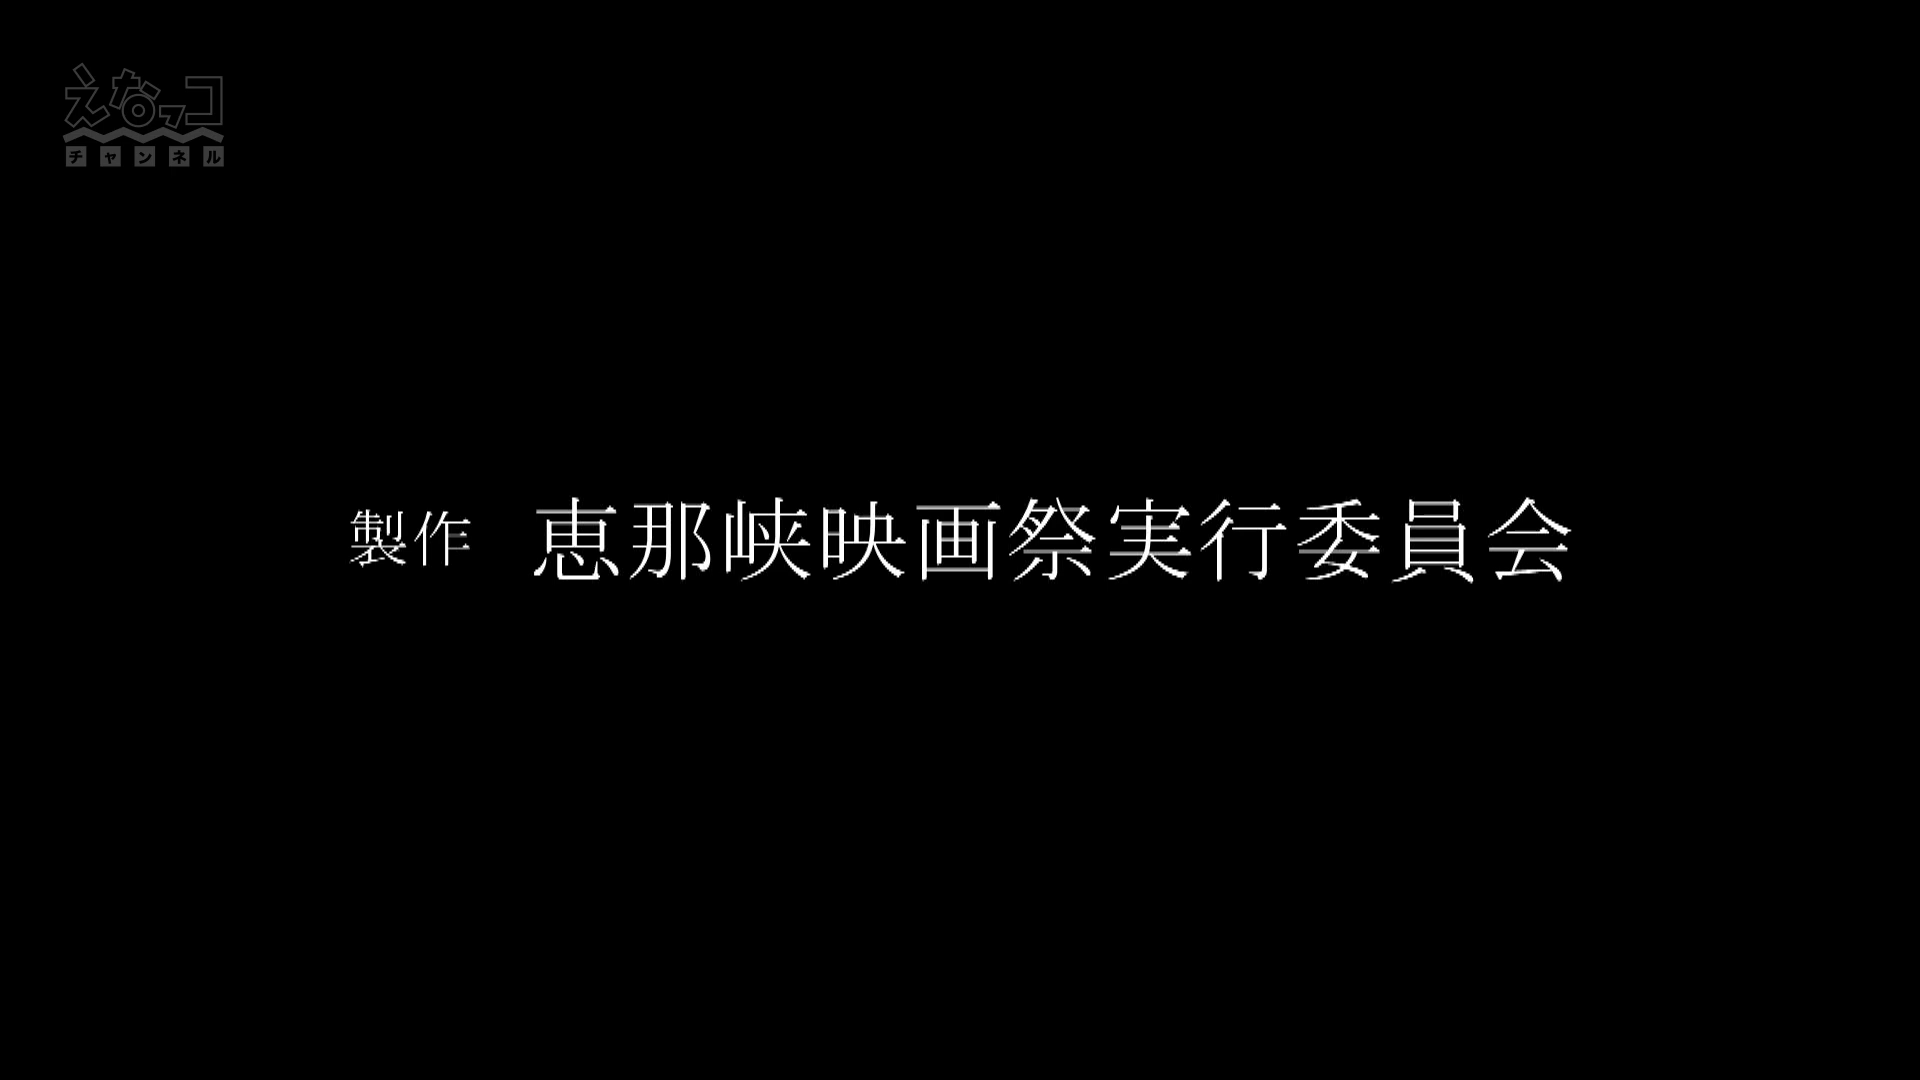 えなッコ
チャンネル
製作 恵那峡映画祭実行委員会